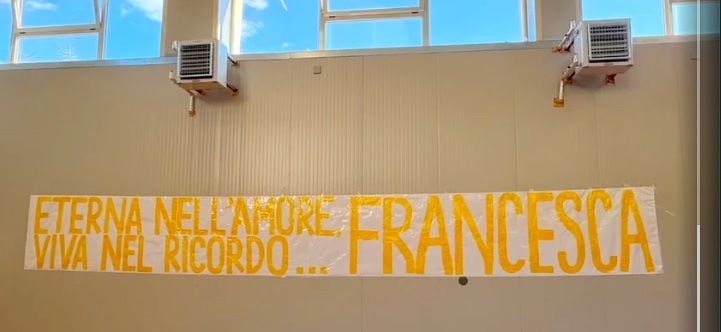 ETERNA NELL'AMORE,
VIVA NEL RICORDO... FRANCESCA